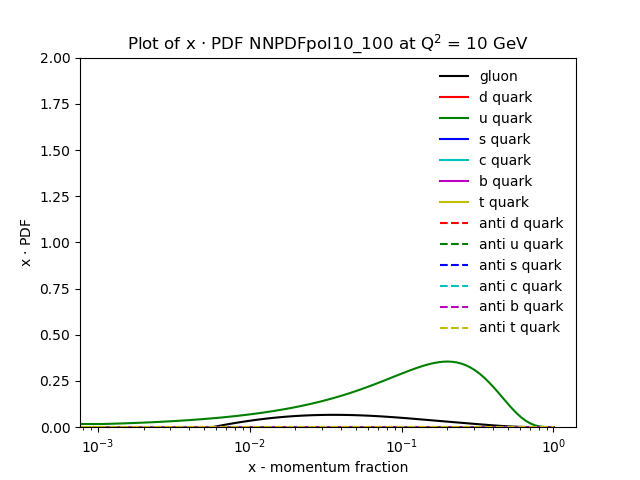 Plot of x · PDF NNPDFpol10_100 at Q² = 10 GeV
2.00
1.75
1.50
1.25
1.00
0.75
0.50
0.25
0.00
x · PDF
gluon
d quark
u quark
s quark
c quark
b quark
t quark
anti d quark
anti u quark
anti s quark
anti c quark
anti b quark
anti t quark
10⁻³ 10⁻² 10⁻¹ 10⁰
x - momentum fraction